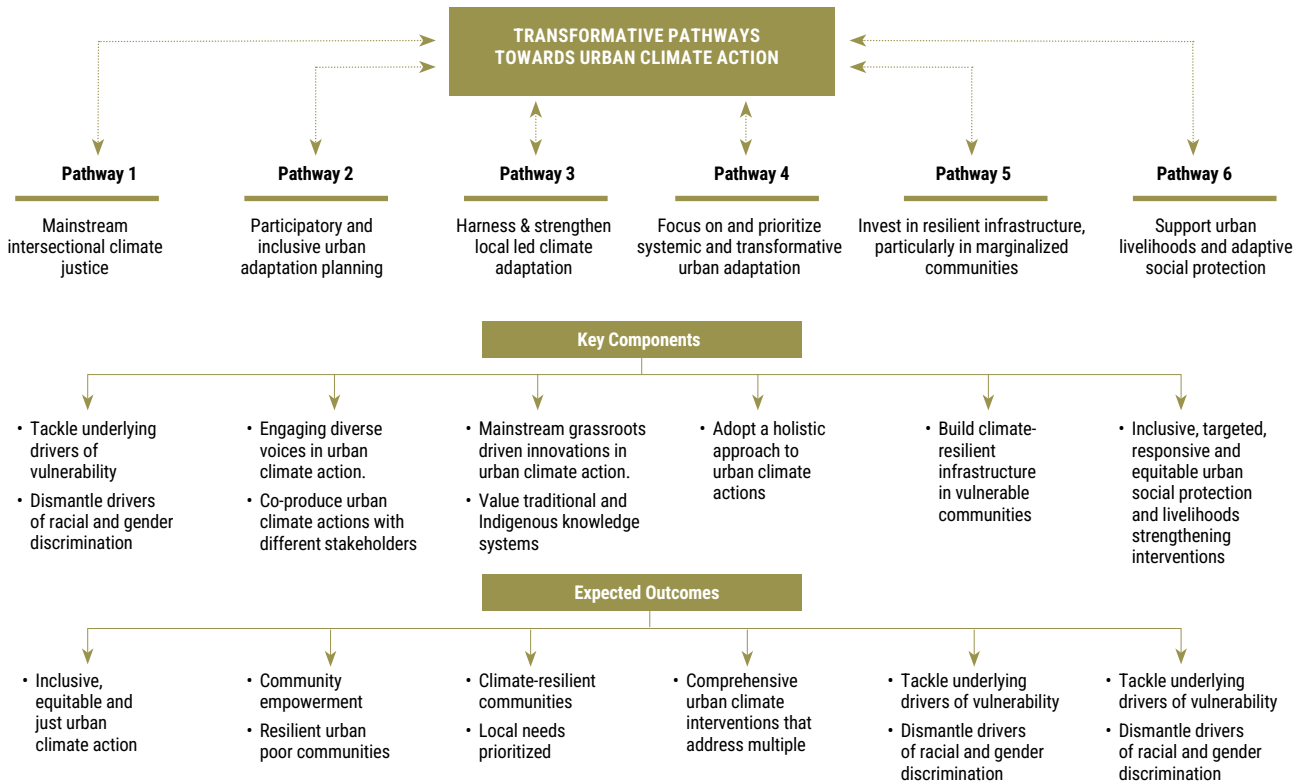 TRANSFORMATIVE PATHWAYS
TOWARDS URBAN CLIMATE ACTION
Pathway 1
Mainstream
intersectional climate
justice
Pathway 2
Participatory and
inclusive urban
adaptation planning
Pathway 3
Harness & strengthen
local led climate
adaptation
Pathway 4
Focus on and prioritize
systemic and transformative
urban adaptation
Pathway 5
Invest in resilient infrastructure,
particularly in marginalized
communities
Pathway 6
Support urban
livelihoods and adaptive
social protection
Key Components
• Tackle underlying
drivers of
vulnerability
• Dismantle drivers
of racial and gender
discrimination
• Engaging diverse
voices in urban
climate action.
• Co-produce urban
climate actions with
different stakeholders
• Mainstream grassroots
driven innovations in
urban climate action.
• Value traditional and
Indigenous knowledge
systems
• Adopt a holistic
approach to
urban climate
actions
• Build climate-
resilient
infrastructure
in vulnerable
communities
• Inclusive, targeted,
responsive and
equitable urban
social protection
and livelihoods
strengthening
interventions
Expected Outcomes
• Inclusive,
equitable and
just urban
climate action
• Community
empowerment
• Resilient urban
poor communities
• Climate-resilient
communities
• Local needs
prioritized
• Comprehensive
urban climate
interventions that
address multiple
• Tackle underlying
drivers of vulnerability
• Dismantle drivers
of racial and gender
discrimination
• Tackle underlying
drivers of vulnerability
• Dismantle drivers
of racial and gender
discrimination